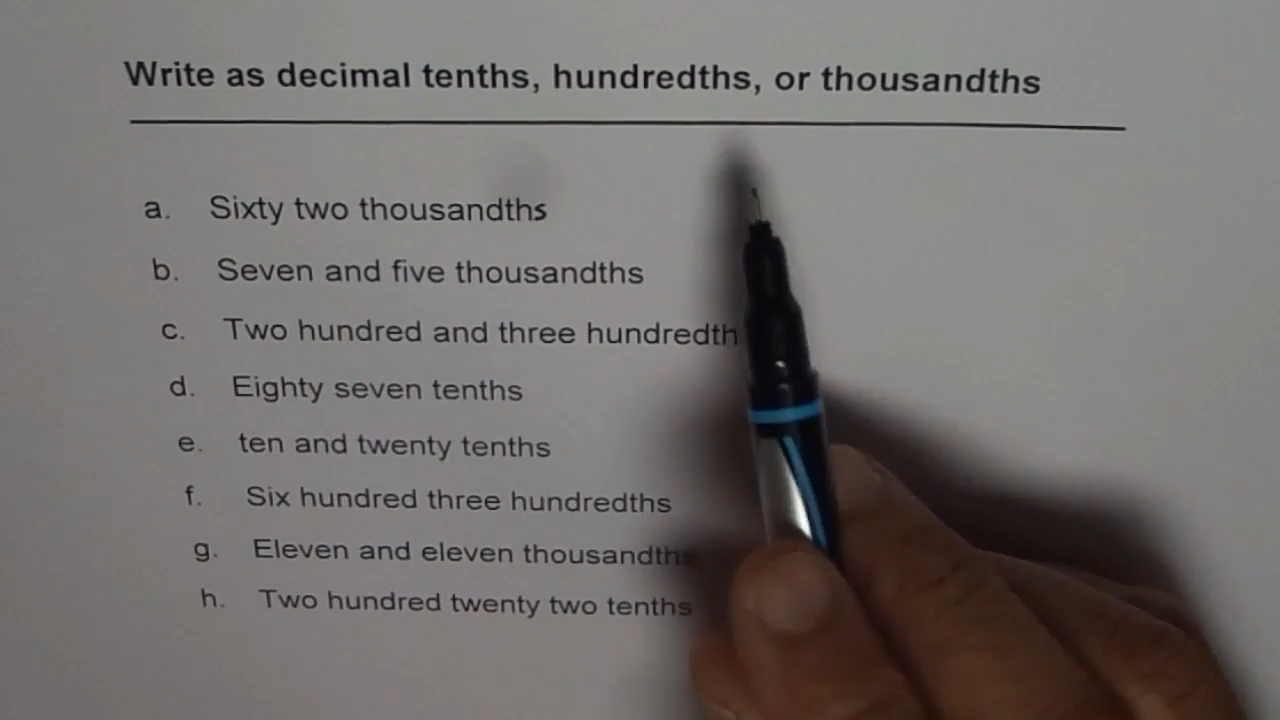 Write as decimal tenths, hundredths, or thousandths
a. Sixty two thousandths
b. Seven and five thousandths
c. Two hundred and three hundredth
d. Eighty seven tenths
e. ten and twenty tenths
f. Six hundred three hundredths
g. Eleven and eleven thousandths
h. Two hundred twenty two tenths